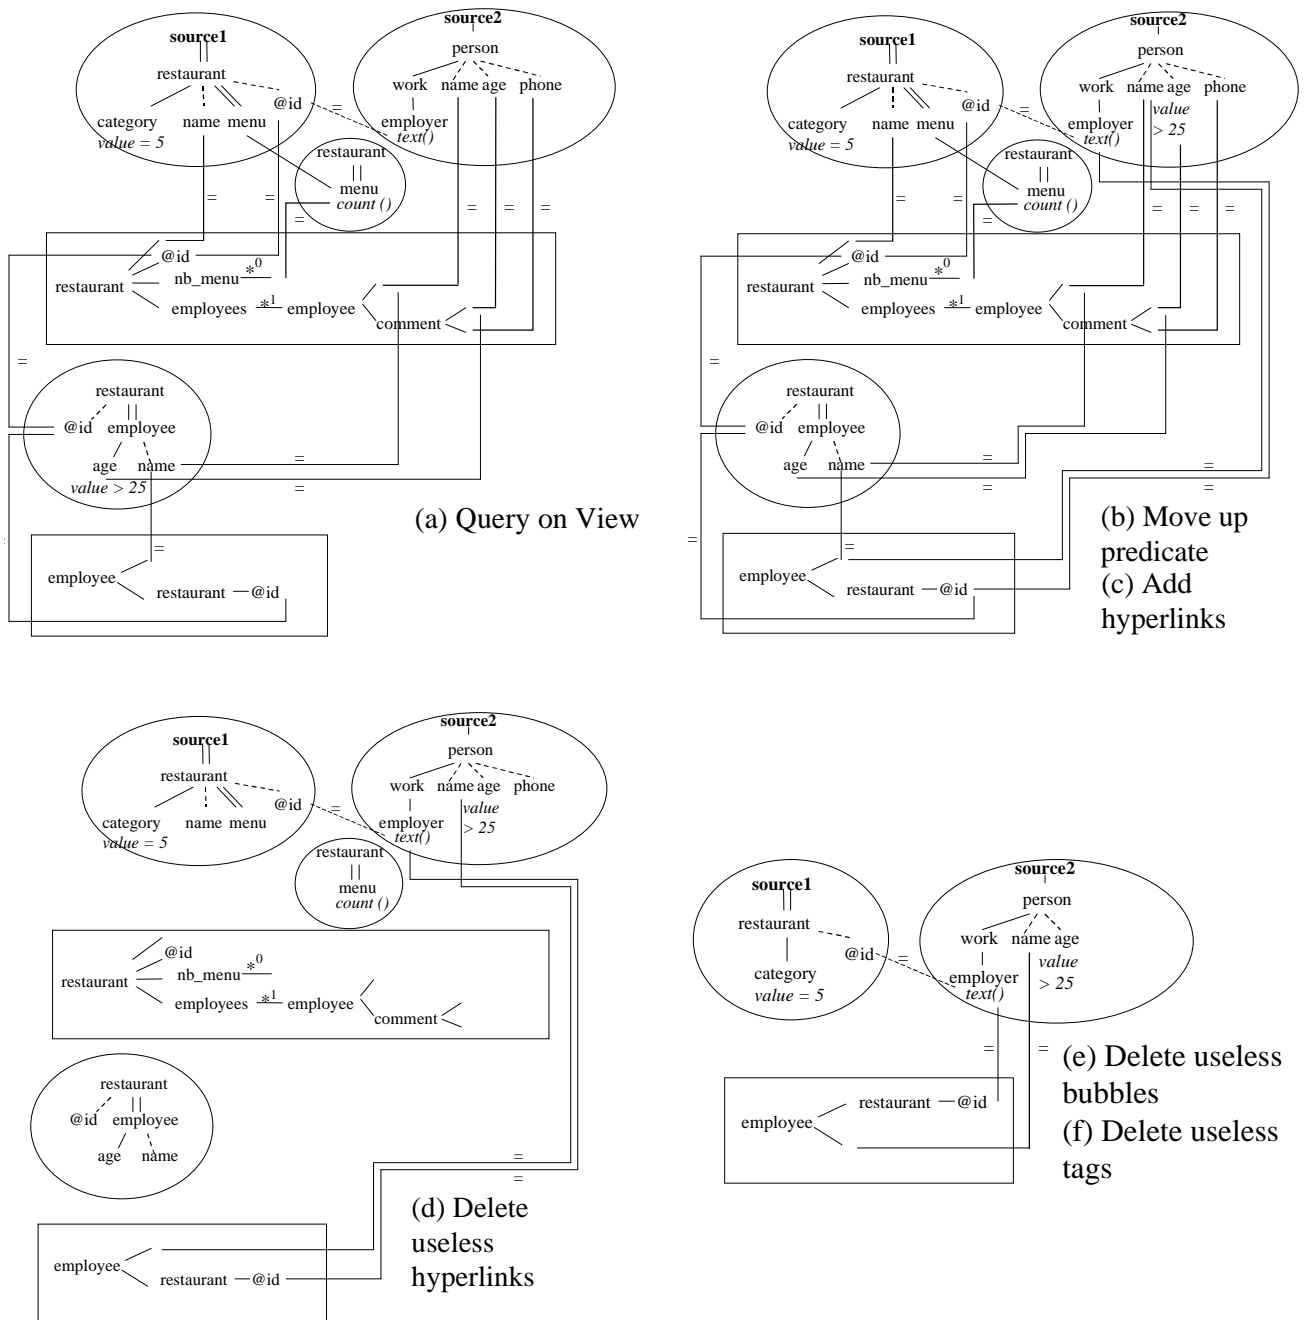 source1
source2
person
restaurant
work name age phone
@id =
category name menu
value = 5
employer
text()
restaurant
menu
count ()
= = = = = =
@id
nb_menu *0
restaurant
employees *1 employee
comment
=
restaurant
@id employee
age name =
value > 25 =
(a) Query on View
=
employee
restaurant @id
source1
source2
person
restaurant
work name age phone
@id =
value
> 25
category name menu
value = 5
employer
text()
restaurant
menu
count ()
= = = = = =
@id
nb_menu *0
restaurant
employees *1 employee
comment
=
restaurant
@id employee
age name = =
= =
(b) Move up
predicate
=
=
employee
restaurant @id
(c) Add
hyperlinks
source1
source2
person
restaurant
work name age phone
@id =
value
> 25
category name menu
value = 5
employer
text()
restaurant
menu
count ()
@id
nb_menu *0
restaurant
employees *1 employee
comment
restaurant
@id employee
age name
=
=
(d) Delete
useless
hyperlinks
employee
restaurant @id
source1
source2
person
restaurant
work name age
@id =
value
> 25
category
value = 5
employer
text()
= =
(e) Delete useless
bubbles
restaurant @id
employee
(f) Delete useless
tags